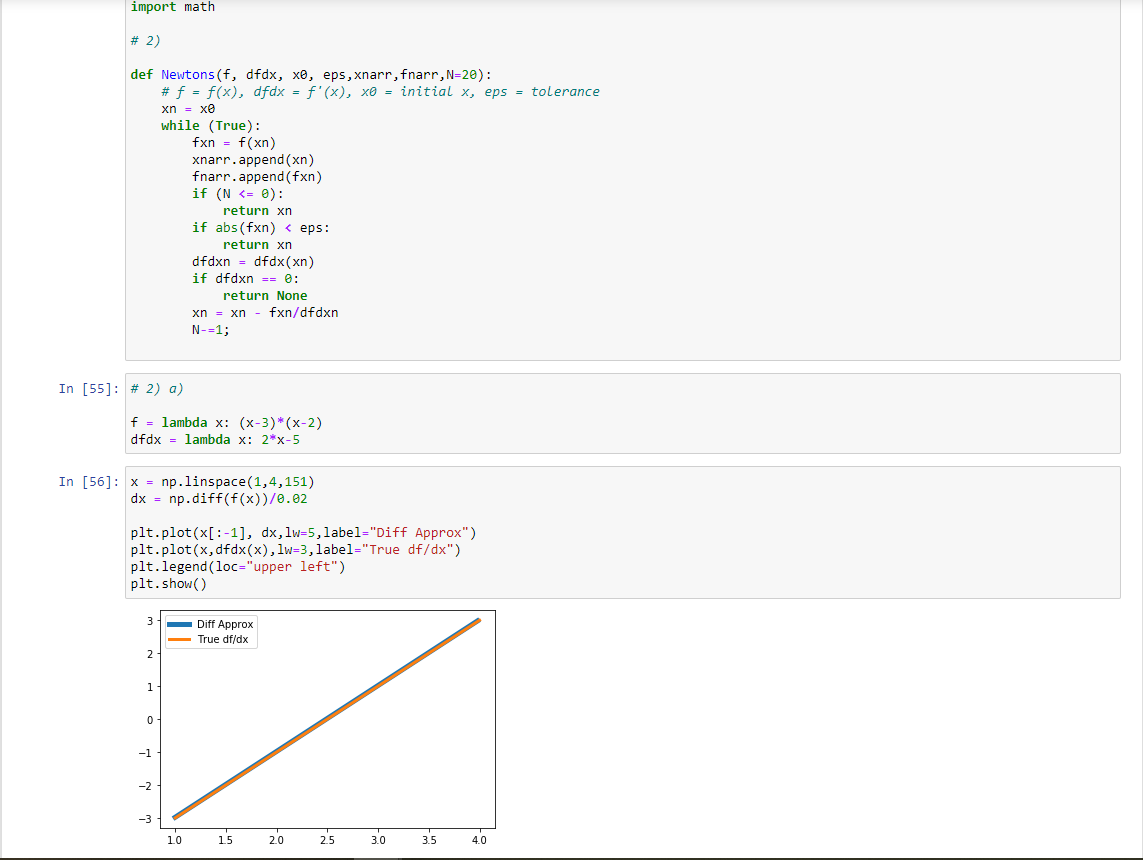 import math
# 2)
def Newtons(f, dfdx, x0, eps,xnarr,fnarr,N=20):
    # f = f(x), dfdx = f'(x), x0 = initial x, eps = tolerance
    xn = x0
    while (True):
        fxn = f(xn)
        xnarr.append(xn)
        fnarr.append(fxn)
        if (N <= 0):
            return xn
        if abs(fxn) < eps:
            return xn
        dfdxn = dfdx(xn)
        if dfdxn == 0:
            return None
        xn = xn - fxn/dfdxn
        N-=1;
In [55]: # 2) a)
f = lambda x: (x-3)*(x-2)
dfdx = lambda x: 2*x-5
In [56]: x = np.linspace(1,4,151)
dx = np.diff(f(x))/0.02
plt.plot(x[:-1], dx,lw=5,label="Diff Approx")
plt.plot(x,dfdx(x),lw=3,label="True df/dx")
plt.legend(loc="upper left")
plt.show()
Diff Approx
True df/dx
3
2
1
0
−1
−2
−3
1.0 1.5 2.0 2.5 3.0 3.5 4.0